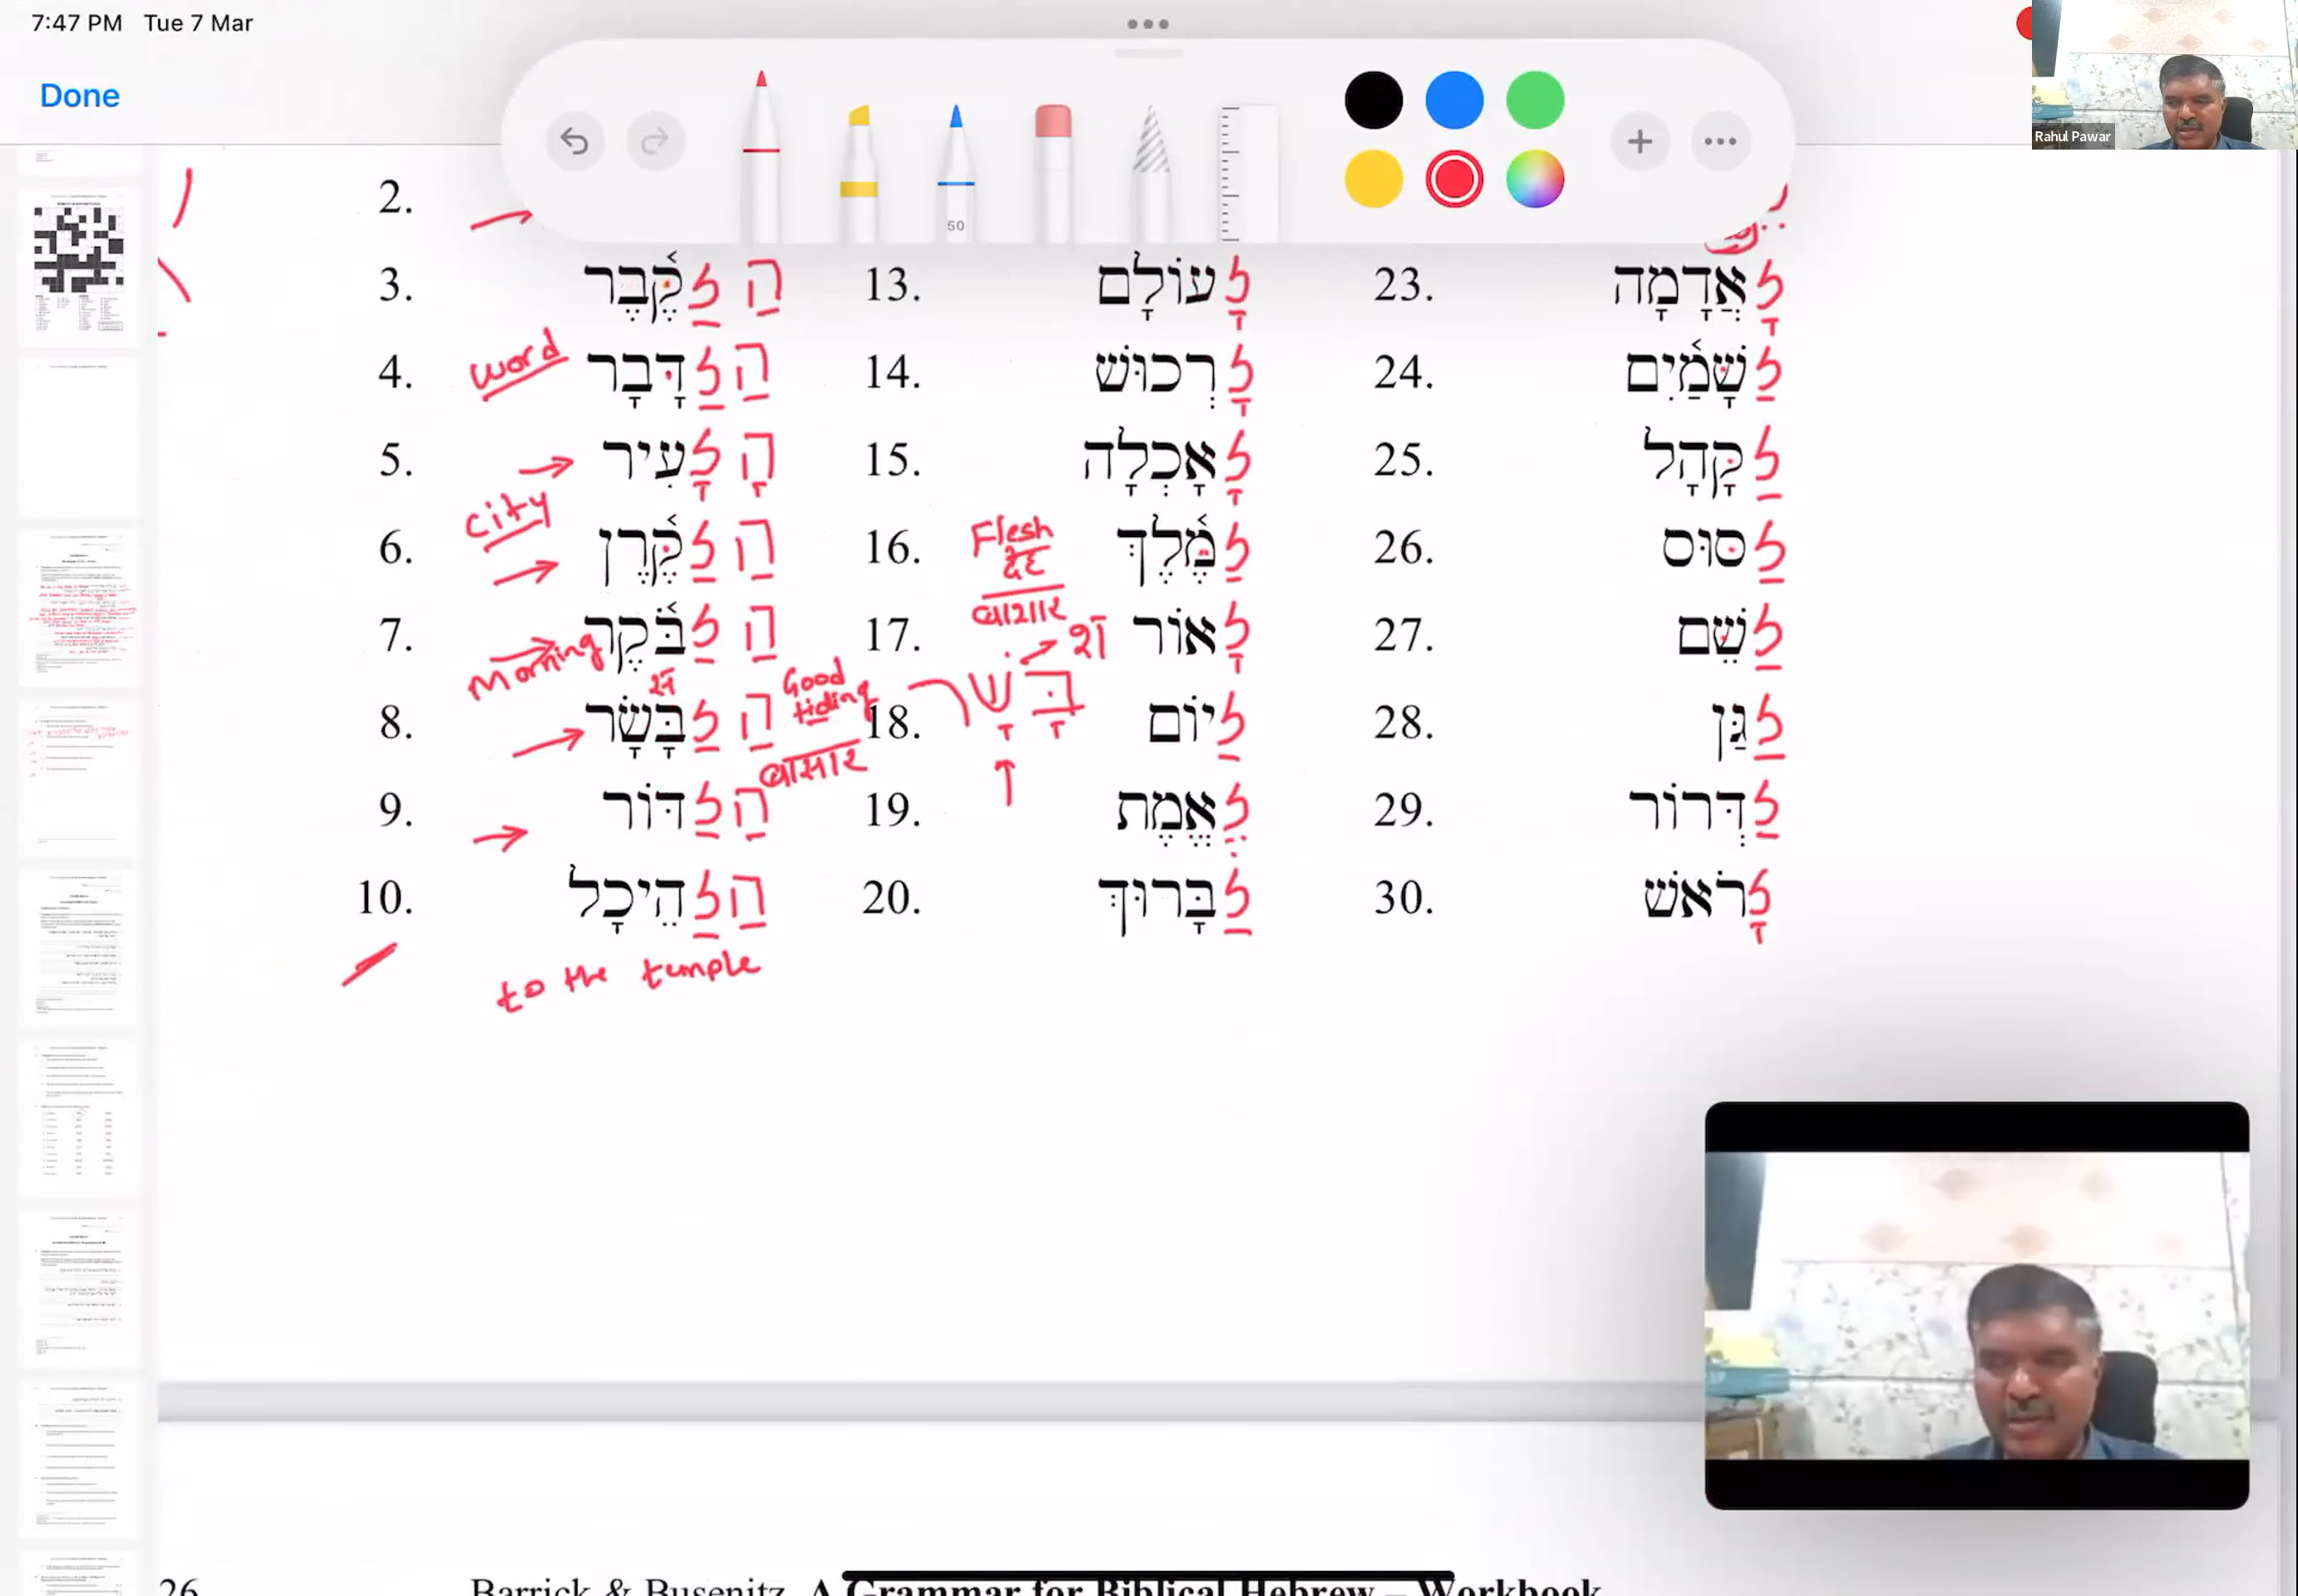 7:47 PM Tue 7 Mar
Done
50
Rahul Pawar
2.
3. הַ לַ קֶּ֫בֶר 13. לָ עוֹלָם 23. לָ אֲדָמָה
4. word הַ לַ דָּבָר 14. לָ רְכוּשׁ 24. לַ שָּׁמַ֫יִם
5. הָ לָ עִיר 15. לָ אָכְלָה 25. לַ קָּהָל
city
6. הַ לַ קֶּ֫רֶן 16. לַ מֶּ֫לֶךְ 26. לַ סּוּס
Flesh
देह
बाशार
7. Morning הַ לַ בֹּ֫קֶר 17. לָ אוֹר 27. לַ שֵּׁם
स
श
8. הַ לַ בָּשָׂר 18. לַ יוֹם 28. לַ גַּן
Good
tiding
בָּשָׁר
बासार
9. הַ לַ דּוֹר 19. לֶ אֱמֶת 29. לַ דְּרוֹר
10. הַ לַ הֵיכָל 20. לַ בָּרוּךְ 30. לָ רֹאשׁ
to the temple
26 Barrick & Busenitz, A Grammar for Biblical Hebrew – Workbook